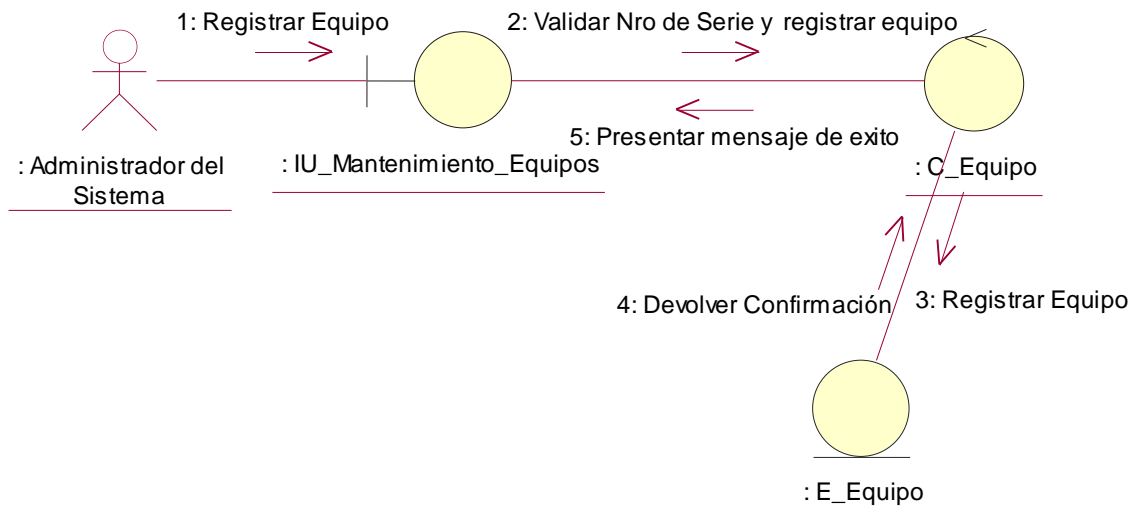 1: Registrar Equipo
2: Validar Nro de Serie y registrar equipo
5: Presentar mensaje de exito
: Administrador del
Sistema
: IU_Mantenimiento_Equipos
: C_Equipo
4: Devolver Confirmación
3: Registrar Equipo
: E_Equipo